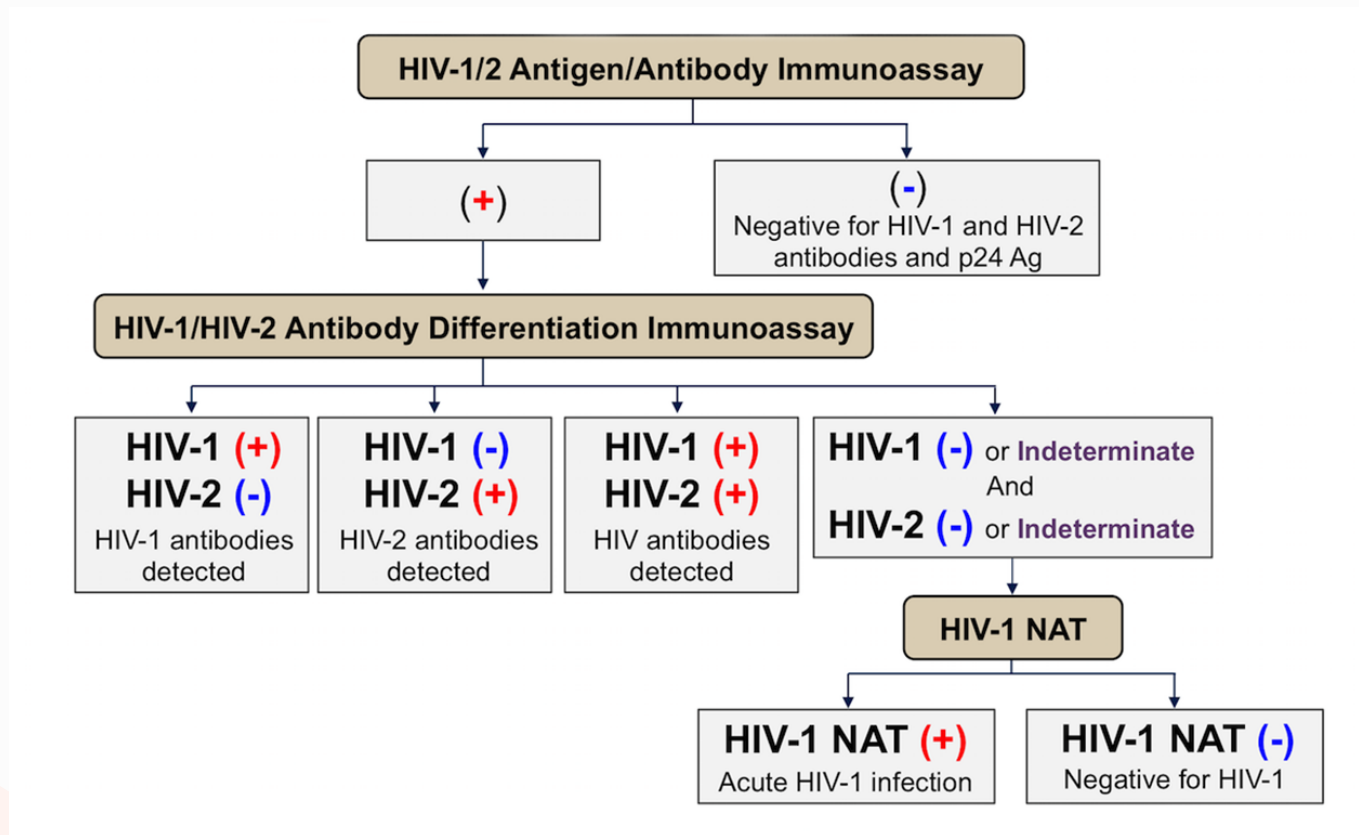 HIV-1/2 Antigen/Antibody Immunoassay
(+)
(-)
Negative for HIV-1 and HIV-2
antibodies and p24 Ag
HIV-1/HIV-2 Antibody Differentiation Immunoassay
HIV-1 (+)
HIV-2 (-)
HIV-1 antibodies
detected
HIV-1 (-)
HIV-2 (+)
HIV-2 antibodies
detected
HIV-1 (+)
HIV-2 (+)
HIV antibodies
detected
HIV-1 (-) or Indeterminate
And
HIV-2 (-) or Indeterminate
HIV-1 NAT
HIV-1 NAT (+)
Acute HIV-1 infection
HIV-1 NAT (-)
Negative for HIV-1